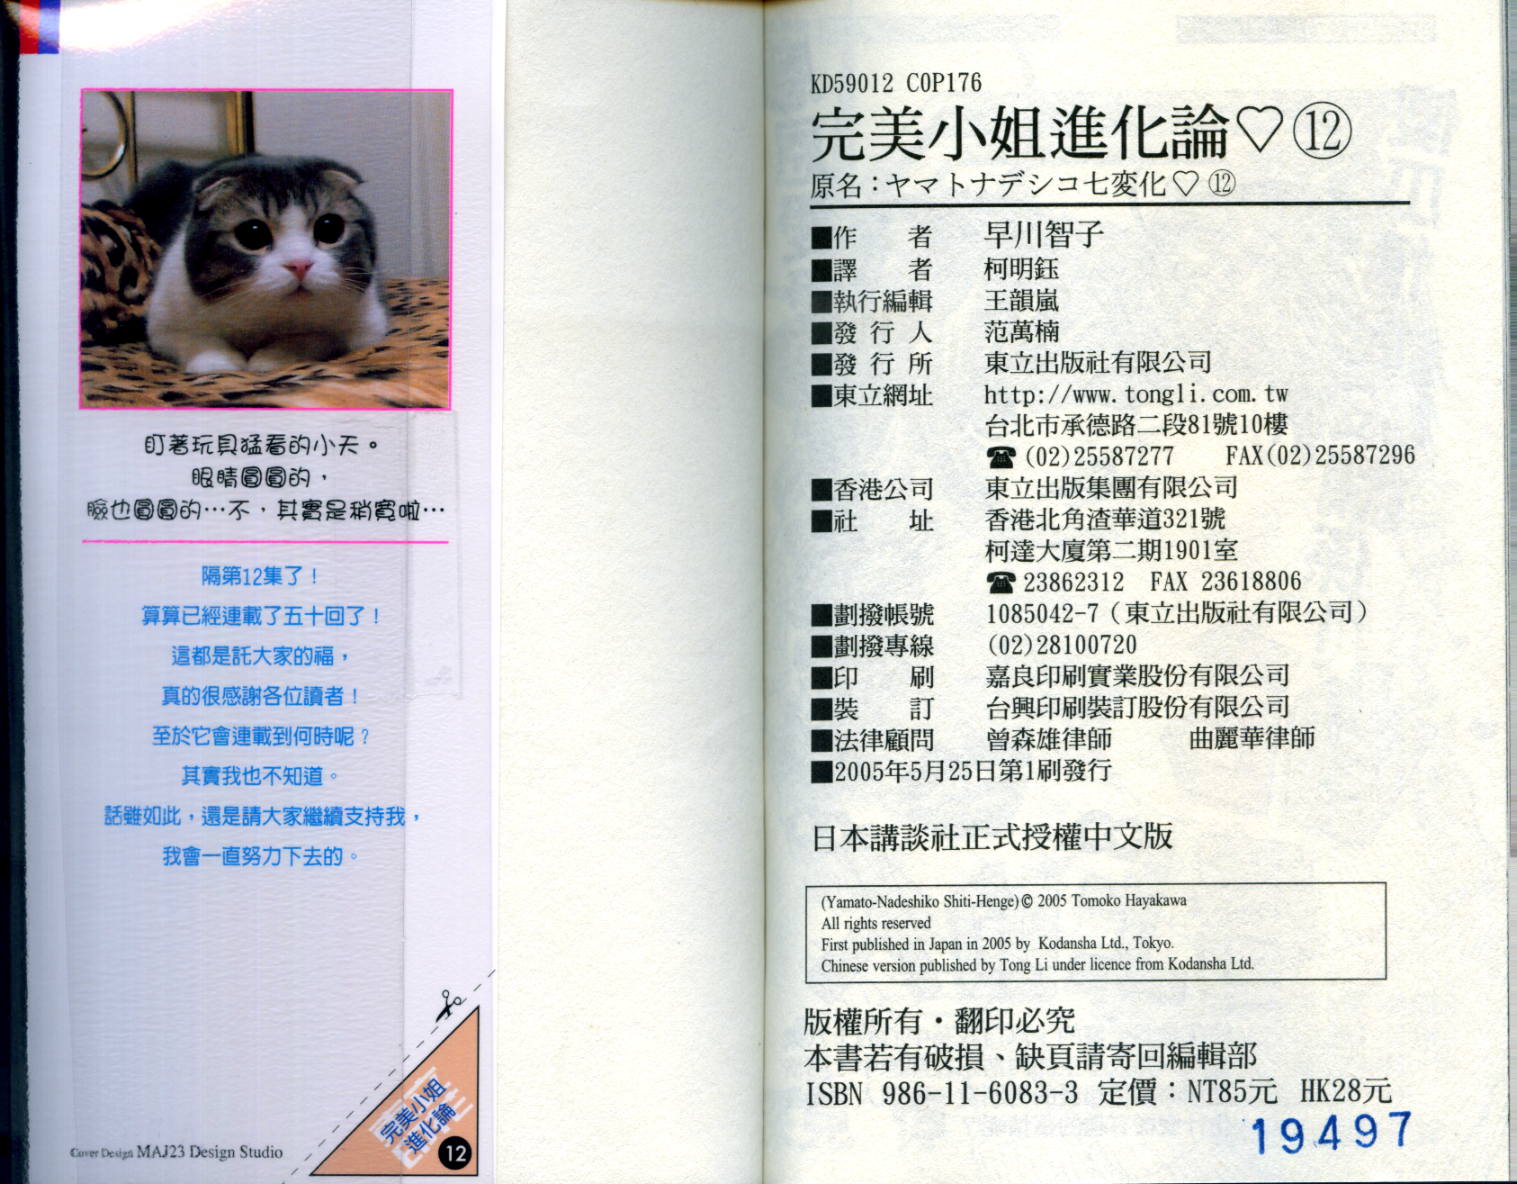 盯著玩具猛看的小天。
眼睛圓圓的，
臉也圓圓的…不，其實是稍寬啦…
隔第12集了！
算算已經連載了五十回了！
這都是託大家的福，
真的很感謝各位讀者！
至於它會連載到何時呢？
其實我也不知道。
話雖如此，還是請大家繼續支持我，
我會一直努力下去的。
完美小姐
進化論
12
Cover Design MAJ23 Design Studio
KD59012 COP176
完美小姐進化論♡⑫
原名：ヤマトナデシコ七変化♡⑫
■作　者　早川智子
■譯　者　柯明鈺
■執行編輯　王韻嵐
■發行人　范萬楠
■發行所　東立出版社有限公司
■東立網址　http://www.tongli.com.tw
台北市承德路二段81號10樓
☎(02)25587277　FAX(02)25587296
■香港公司　東立出版集團有限公司
■社　址　香港北角渣華道321號
柯達大廈第二期1901室
☎23862312　FAX 23618806
■劃撥帳號　1085042-7（東立出版社有限公司）
■劃撥專線　(02)28100720
■印　刷　嘉良印刷實業股份有限公司
■裝　訂　台興印刷裝訂股份有限公司
■法律顧問　曾森雄律師　曲麗華律師
■2005年5月25日第1刷發行
日本講談社正式授權中文版
(Yamato-Nadeshiko Shiti-Henge) © 2005 Tomoko Hayakawa
All rights reserved
First published in Japan in 2005 by Kodansha Ltd., Tokyo.
Chinese version published by Tong Li under licence from Kodansha Ltd.
版權所有・翻印必究
本書若有破損、缺頁請寄回編輯部
ISBN 986-11-6083-3 定價：NT85元 HK28元
19497